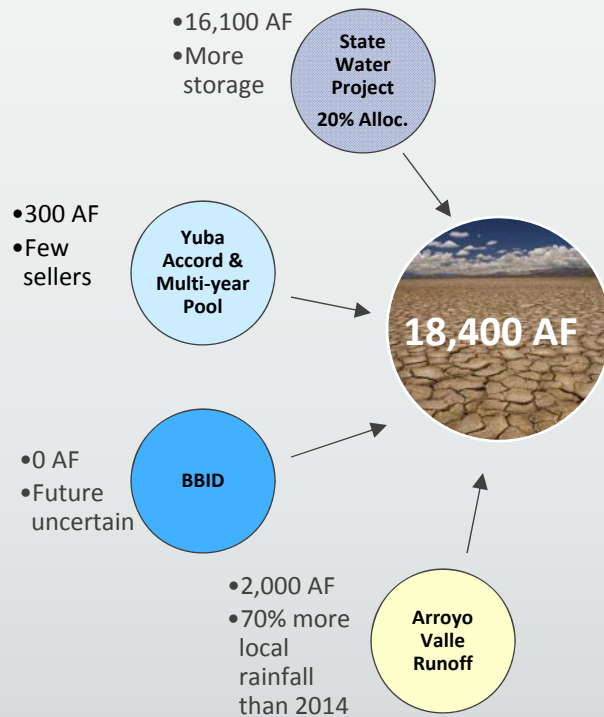 •16,100 AF
•More
storage
State
Water
Project
20% Alloc.
•300 AF
•Few
sellers
Yuba
Accord &
Multi-year
Pool
18,400 AF
•0 AF
•Future
uncertain
BBID
•2,000 AF
•70% more
local
rainfall
than 2014
Arroyo
Valle
Runoff